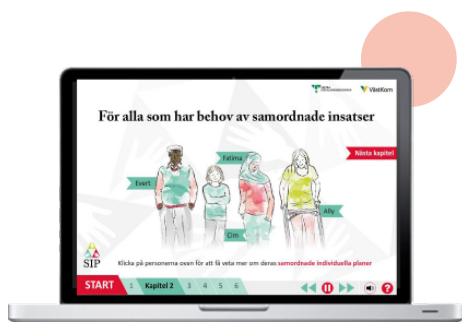 VästKom
För alla som har behov av samordnade insatser
Nästa kapitel
Fatima
Evert
Ally
Cim
SIP
Klicka på personerna ovan för att få veta mer om deras samordnade individuella planer
START 1 Kapitel 2 3 4 5 6
?